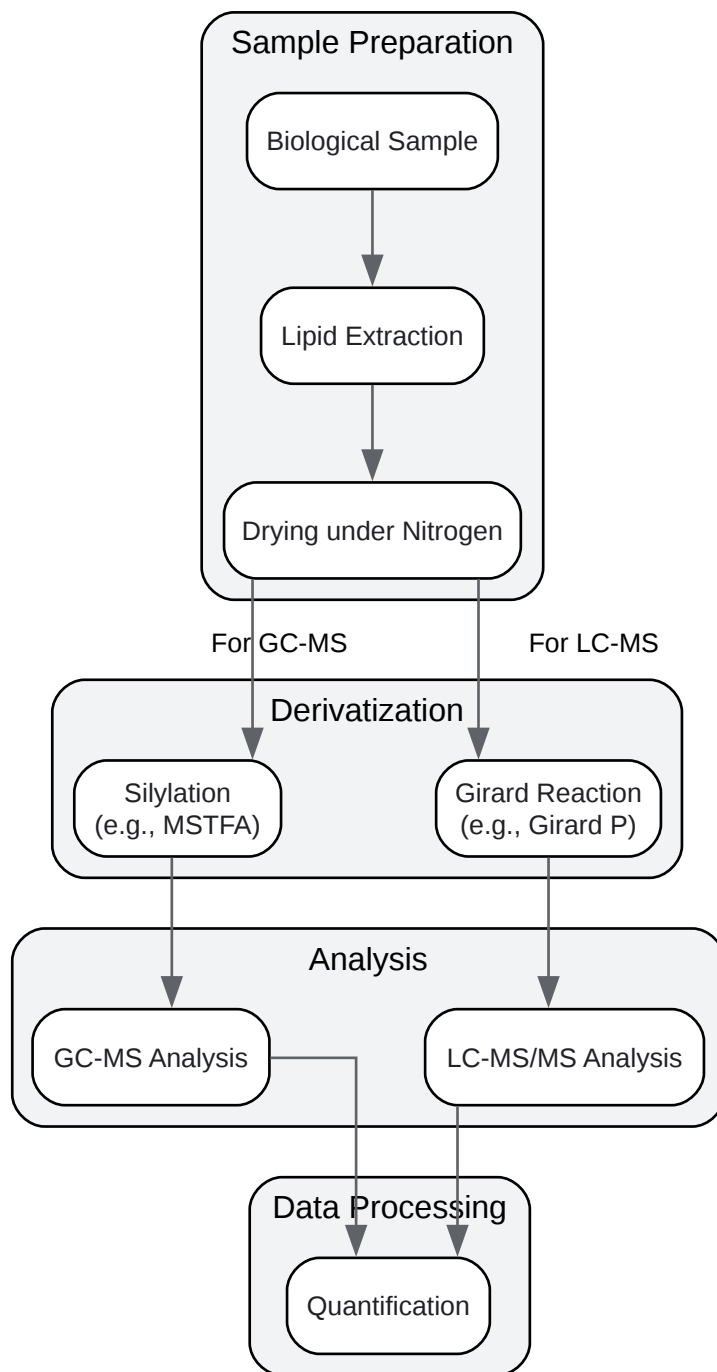 Sample Preparation
Biological Sample
Lipid Extraction
Drying under Nitrogen
For GC-MS
For LC-MS
Derivatization
Silylation
(e.g., MSTFA)
Girard Reaction
(e.g., Girard P)
Analysis
GC-MS Analysis
LC-MS/MS Analysis
Data Processing
Quantification